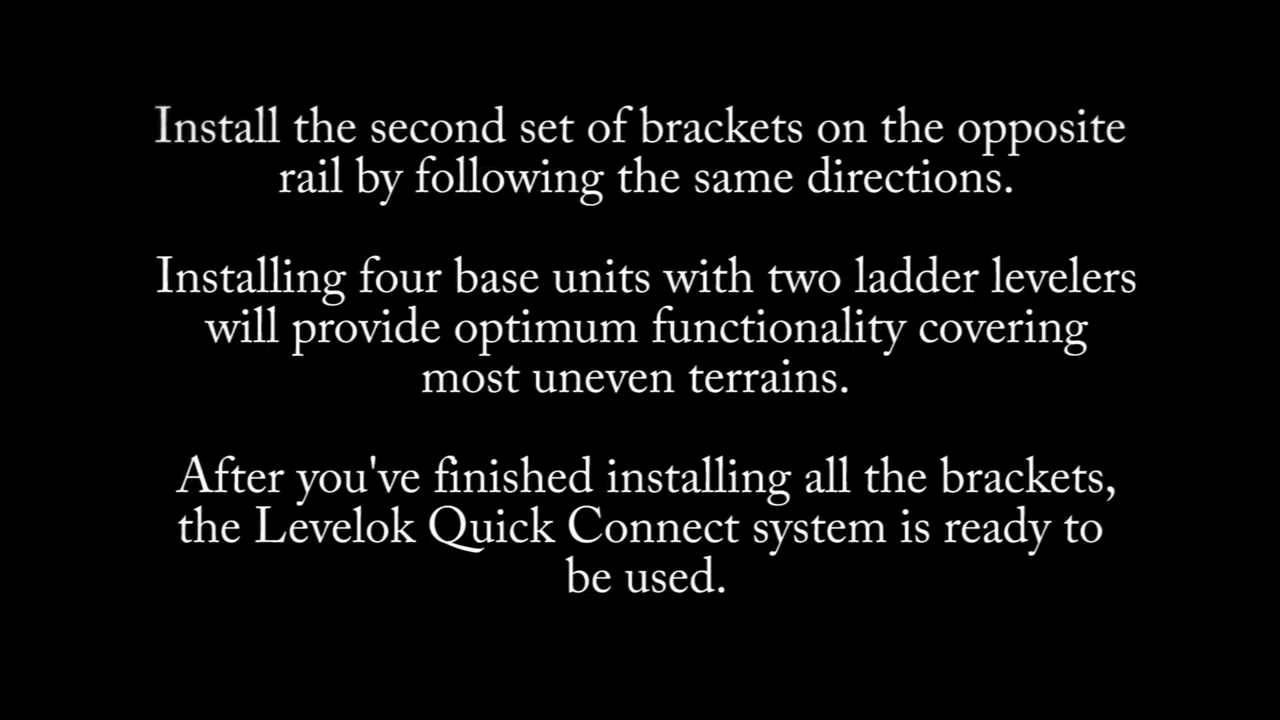 Install the second set of brackets on the opposite
rail by following the same directions.
Installing four base units with two ladder levelers
will provide optimum functionality covering
most uneven terrains.
After you've finished installing all the brackets,
the Levelok Quick Connect system is ready to
be used.